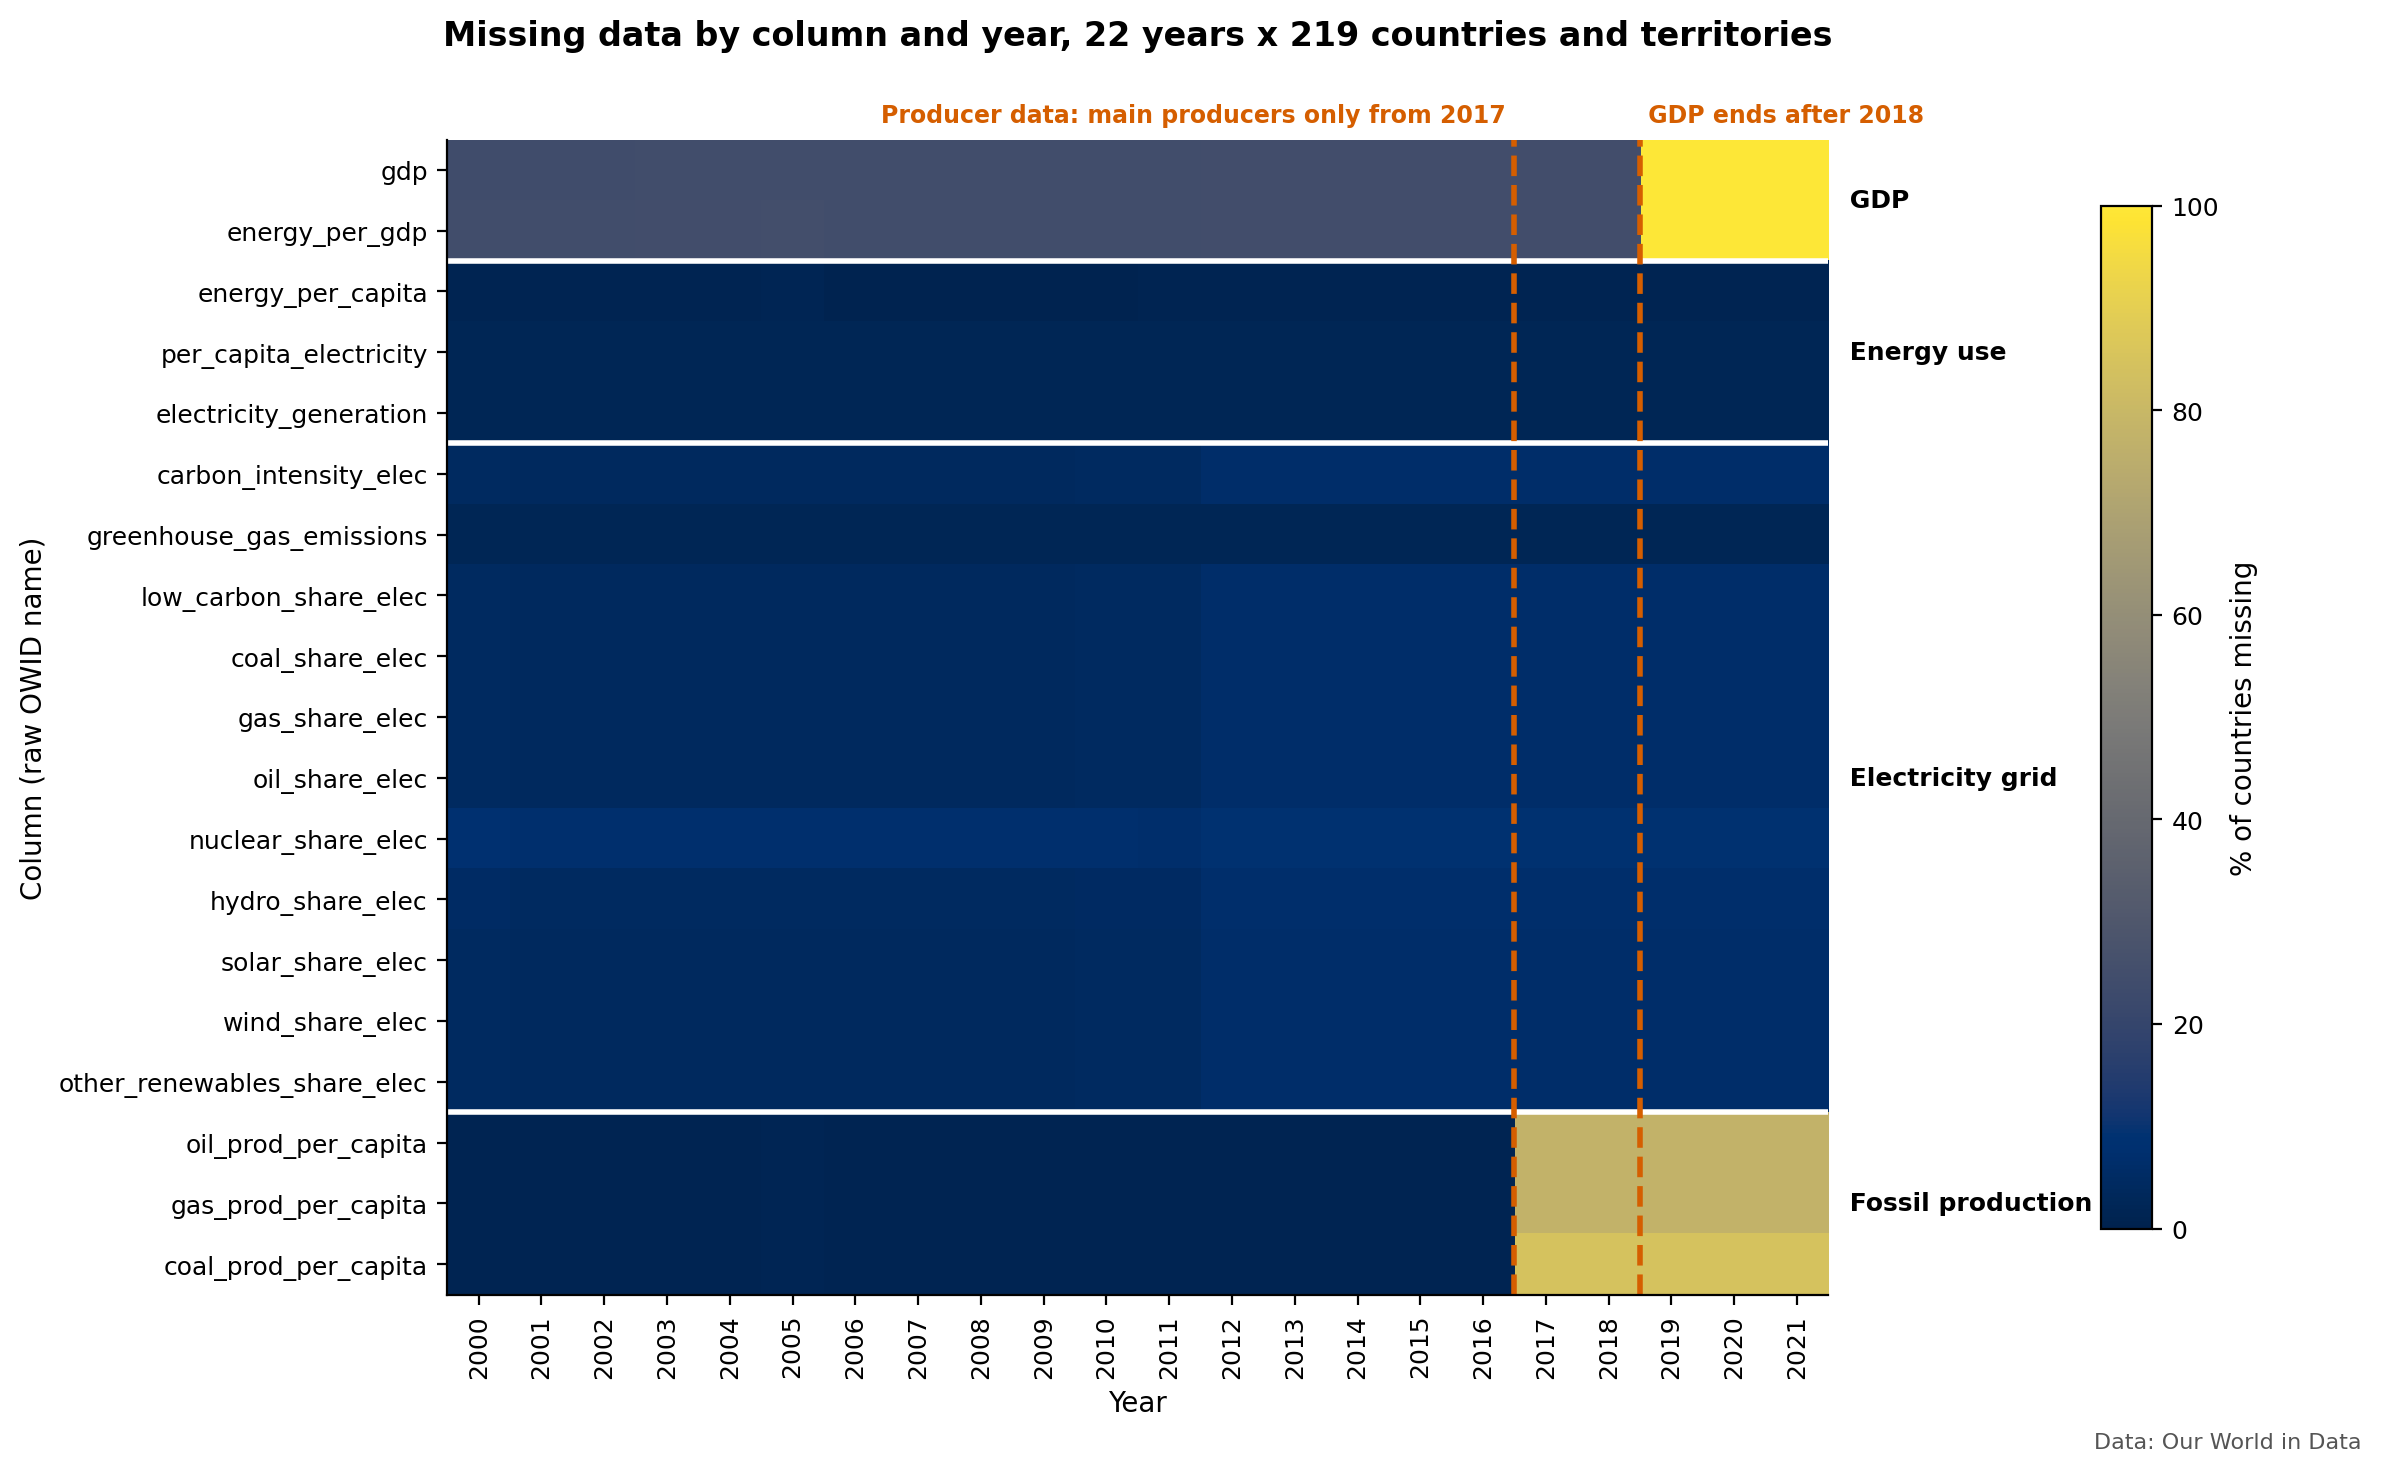 Missing data by column and year, 22 years x 219 countries and territories
Producer data: main producers only from 2017
GDP ends after 2018
gdp
energy_per_gdp
energy_per_capita
per_capita_electricity
electricity_generation
carbon_intensity_elec
greenhouse_gas_emissions
low_carbon_share_elec
coal_share_elec
gas_share_elec
oil_share_elec
nuclear_share_elec
hydro_share_elec
solar_share_elec
wind_share_elec
other_renewables_share_elec
oil_prod_per_capita
gas_prod_per_capita
coal_prod_per_capita
Column (raw OWID name)
GDP
Energy use
Electricity grid
Fossil production
100
80
60
40
20
0
% of countries missing
2000
2001
2002
2003
2004
2005
2006
2007
2008
2009
2010
2011
2012
2013
2014
2015
2016
2017
2018
2019
2020
2021
Year
Data: Our World in Data